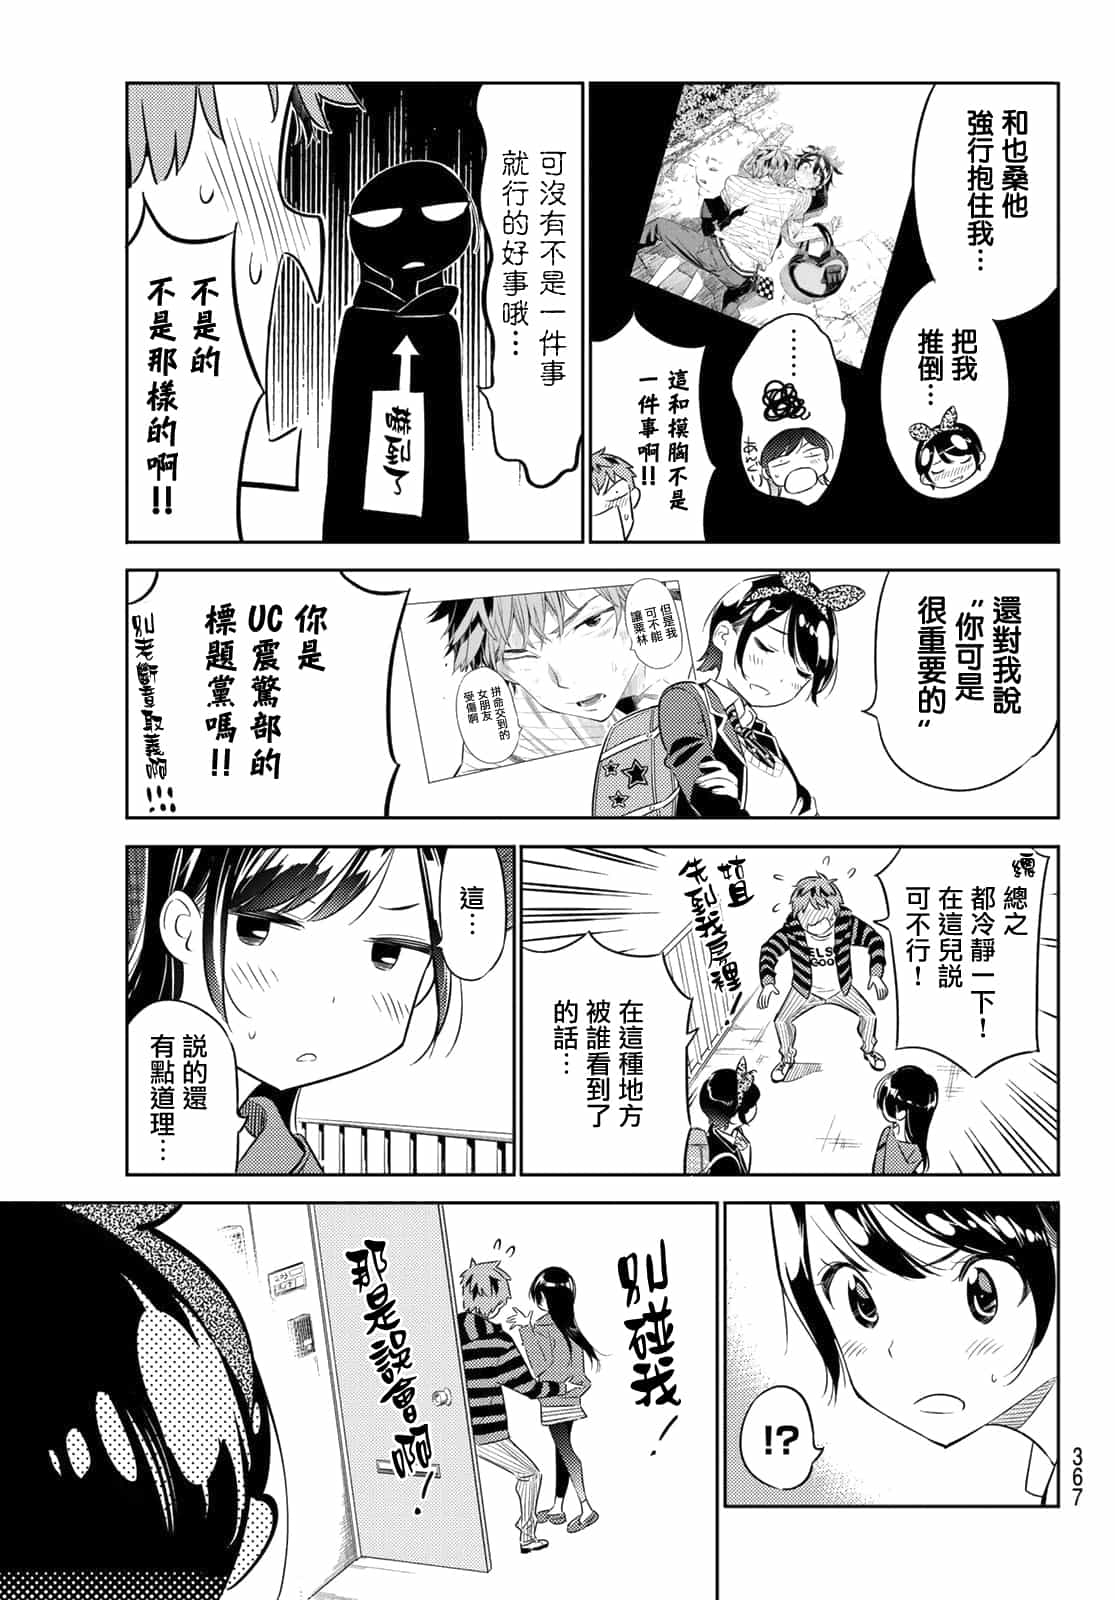 和也桑他
強行抱住我…
把我
推倒…
……
あんぐり
這和摸胸不是
一件事啊!!
可沒有不是一件事
就行的好事哦…
嚇到了
不是的
不是那樣的啊!!
還對我說
“你可是
很重要的”
但是我
可不能
讓粟林
拼命交到的
女朋友
受傷啊
你是
UC震驚部的
標題黨嗎!!
別老斷章取義啊!!!
總之
都冷靜一下！
在這兒說
可不行！
姑且
先到我房裡！
在這種地方
被誰看到了
的話…
這…
說的還
有點道理…
!?
別碰我！
那是誤會啊！
367